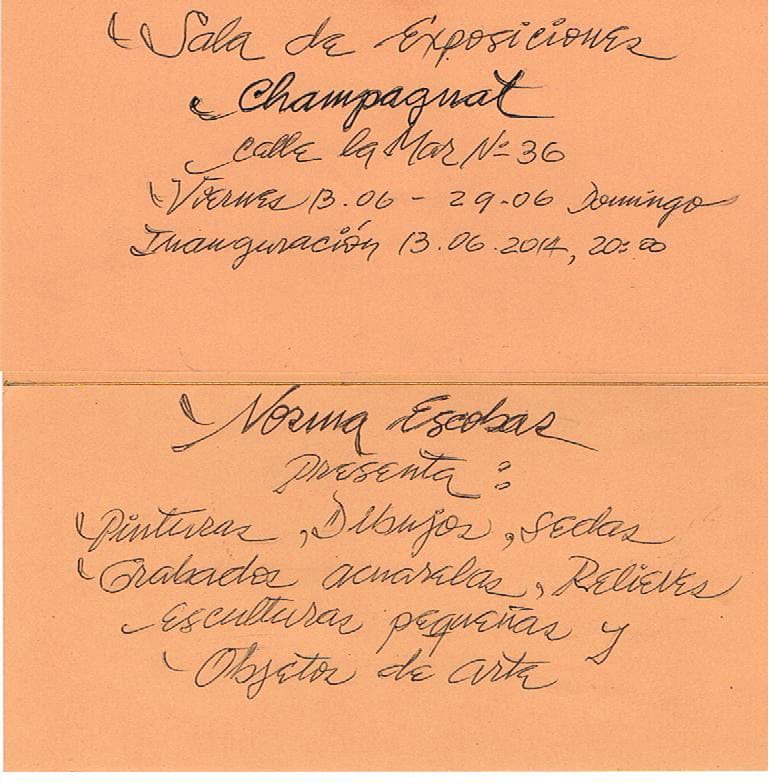 Sala de Exposiciones
Champagnat
calle la Mar Nº 36
Viernes 13.06 - 29.06 Domingo
Inauguración 13.06.2014, 20:00
Norma Escobar
Presenta :
Pinturas, Dibujos, Sedas
Grabados acuarelas, Relieves
Esculturas pequeñas y
Objetos de arte